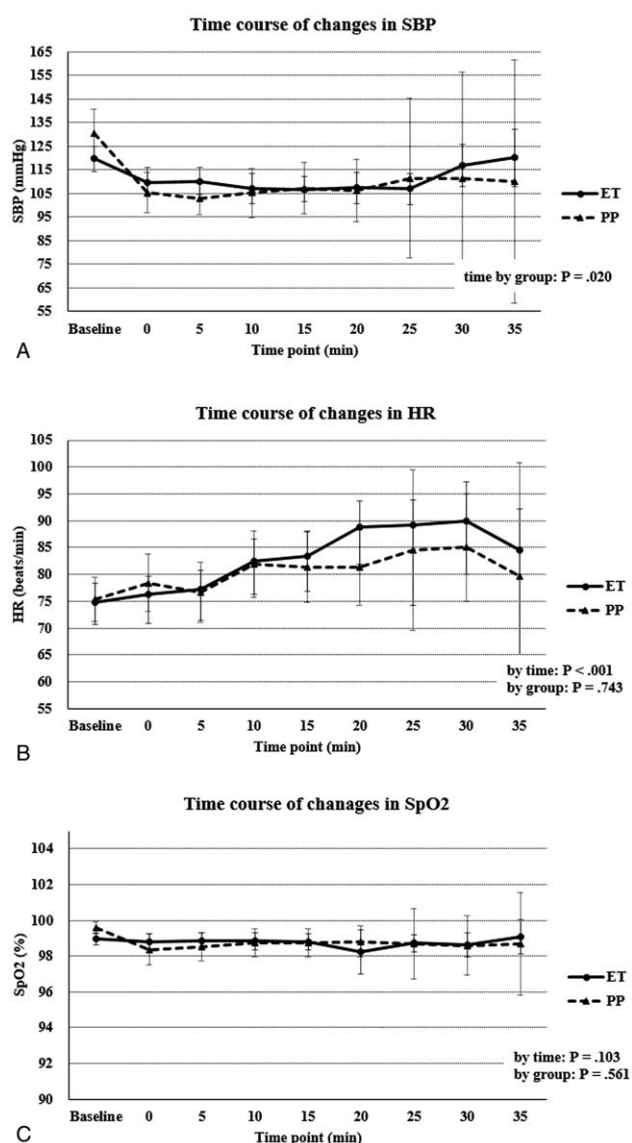 Time course of changes in SBP
165
155
145
135
125
115
105
95
85
75
65
55
SBP (mmHg)
ET
PP
time by group: P = .020
Baseline 0 5 10 15 20 25 30 35
Time point (min)
A
Time course of changes in HR
105
100
95
90
85
80
75
70
65
60
55
HR (beats/min)
ET
PP
by time: P < .001
by group: P = .743
Baseline 0 5 10 15 20 25 30 35
Time point (min)
B
Time course of chanages in SpO2
104
102
100
98
96
94
92
90
SpO2 (%)
ET
PP
by time: P = .103
by group: P = .561
Baseline 0 5 10 15 20 25 30 35
Time point (min)
C